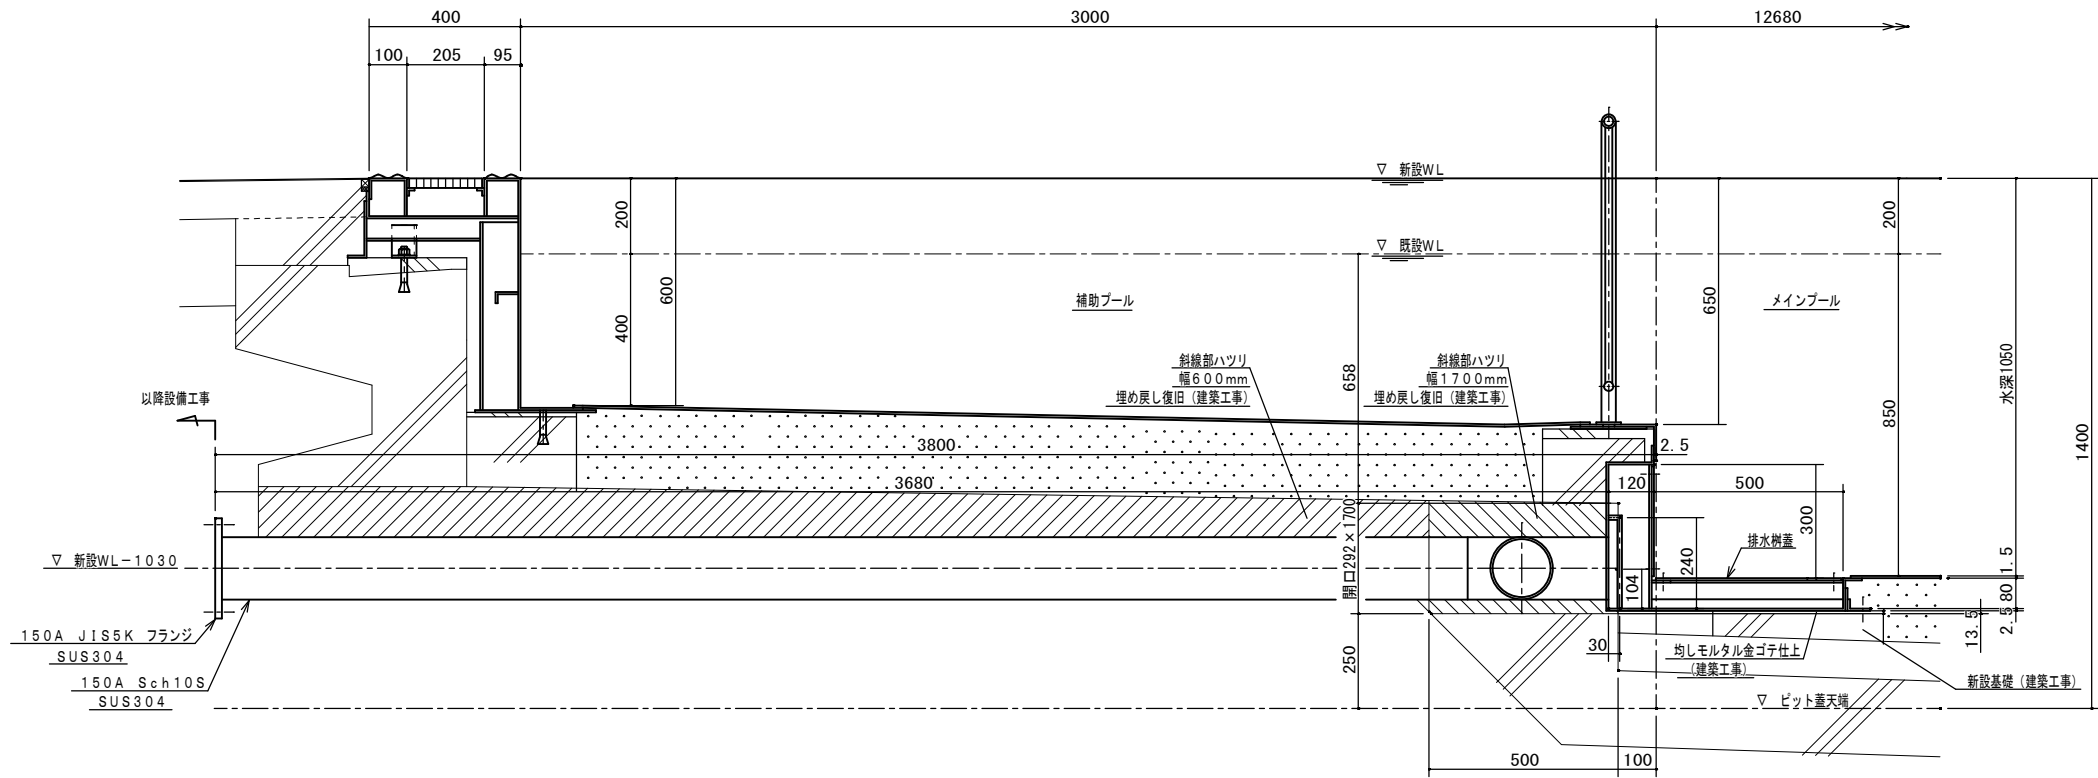 400
3000
12680
100
205
95
▽ 新設WL
200
200
▽ 既設WL
600
400
補助プール
650
メインプール
水深1050
850
1400
658
斜線部ハツリ
幅600mm
埋め戻し復旧(建築工事)
斜線部ハツリ
幅1700mm
埋め戻し復旧(建築工事)
以降設備工事
3800
2.5
3680
120
500
開口292×1700
300
240
104
排水桝蓋
▽ 新設WL-1030
1.5
80
2.5
13.5
150A JIS5K フランジ
SUS304
150A Sch10S
SUS304
30
250
均しモルタル金ゴテ仕上
(建築工事)
新設基礎(建築工事)
▽ ピット蓋天端
500
100